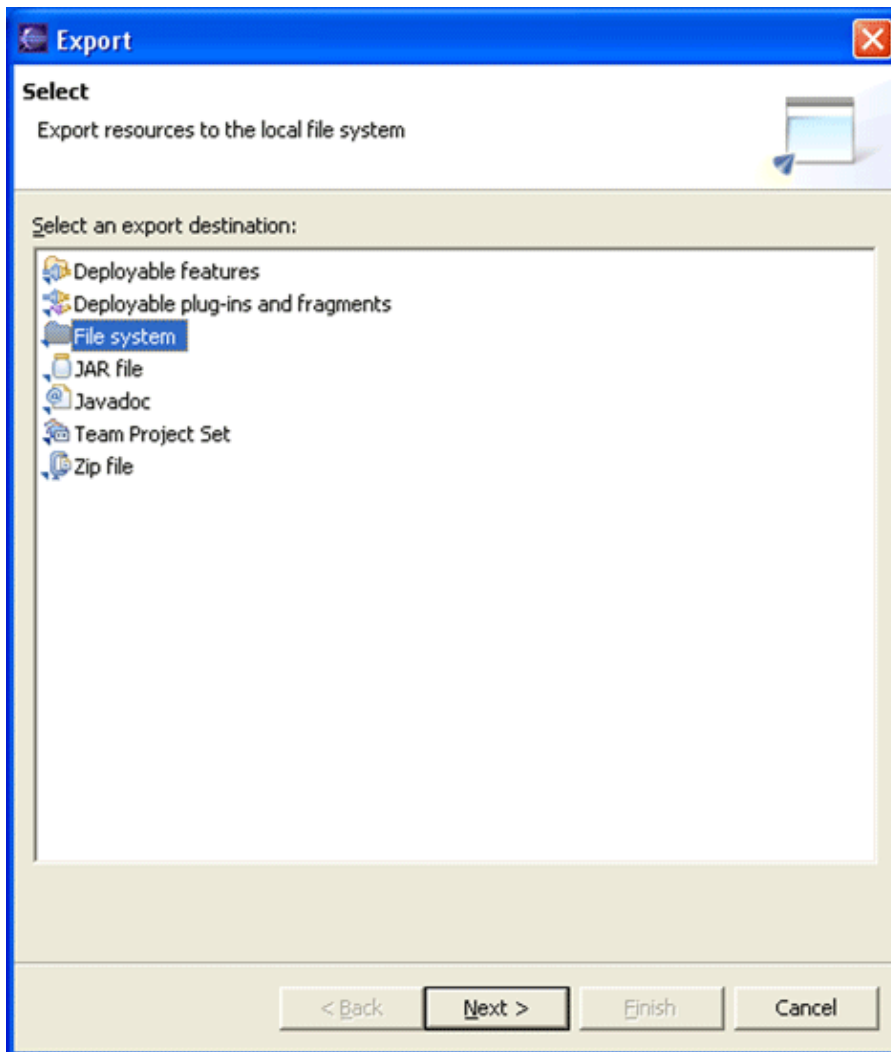 Export
Select
Export resources to the local file system
Select an export destination:
Deployable features
Deployable plug-ins and fragments
File system
JAR file
Javadoc
Team Project Set
Zip file
< Back Next > Finish Cancel